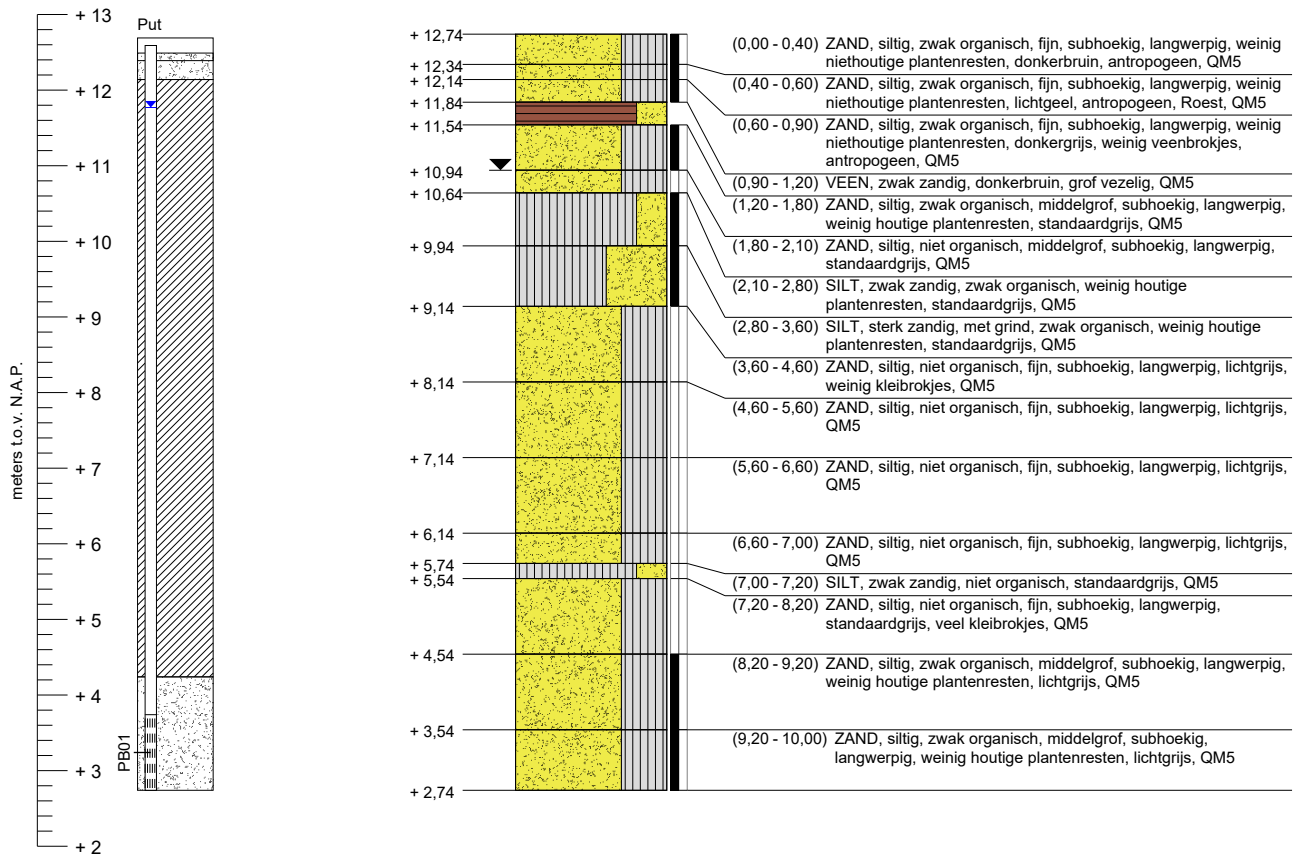 meters t.o.v. N.A.P.
+ 13
+ 12
+ 11
+ 10
+ 9
+ 8
+ 7
+ 6
+ 5
+ 4
+ 3
+ 2
Put
PB01
+ 12,74
+ 12,34
+ 12,14
+ 11,84
+ 11,54
+ 10,94
+ 10,64
+ 9,94
+ 9,14
+ 8,14
+ 7,14
+ 6,14
+ 5,74
+ 5,54
+ 4,54
+ 3,54
+ 2,74
(0,00 - 0,40) ZAND, siltig, zwak organisch, fijn, subhoekig, langwerpig, weinig
niethoutige plantenresten, donkerbruin, antropogeen, QM5
(0,40 - 0,60) ZAND, siltig, zwak organisch, fijn, subhoekig, langwerpig, weinig
niethoutige plantenresten, lichtgeel, antropogeen, Roest, QM5
(0,60 - 0,90) ZAND, siltig, zwak organisch, fijn, subhoekig, langwerpig, weinig
niethoutige plantenresten, donkergrijs, weinig veenbrokjes,
antropogeen, QM5
(0,90 - 1,20) VEEN, zwak zandig, donkerbruin, grof vezelig, QM5
(1,20 - 1,80) ZAND, siltig, zwak organisch, middelgrof, subhoekig, langwerpig,
weinig houtige plantenresten, standaardgrijs, QM5
(1,80 - 2,10) ZAND, siltig, niet organisch, middelgrof, subhoekig, langwerpig,
standaardgrijs, QM5
(2,10 - 2,80) SILT, zwak zandig, zwak organisch, weinig houtige
plantenresten, standaardgrijs, QM5
(2,80 - 3,60) SILT, sterk zandig, met grind, zwak organisch, weinig houtige
plantenresten, standaardgrijs, QM5
(3,60 - 4,60) ZAND, siltig, niet organisch, fijn, subhoekig, langwerpig, lichtgrijs,
weinig kleibrokjes, QM5
(4,60 - 5,60) ZAND, siltig, niet organisch, fijn, subhoekig, langwerpig, lichtgrijs,
QM5
(5,60 - 6,60) ZAND, siltig, niet organisch, fijn, subhoekig, langwerpig, lichtgrijs,
QM5
(6,60 - 7,00) ZAND, siltig, niet organisch, fijn, subhoekig, langwerpig, lichtgrijs,
QM5
(7,00 - 7,20) SILT, zwak zandig, niet organisch, standaardgrijs, QM5
(7,20 - 8,20) ZAND, siltig, niet organisch, fijn, subhoekig, langwerpig,
standaardgrijs, veel kleibrokjes, QM5
(8,20 - 9,20) ZAND, siltig, zwak organisch, middelgrof, subhoekig, langwerpig,
weinig houtige plantenresten, lichtgrijs, QM5
(9,20 - 10,00) ZAND, siltig, zwak organisch, middelgrof, subhoekig,
langwerpig, weinig houtige plantenresten, lichtgrijs, QM5